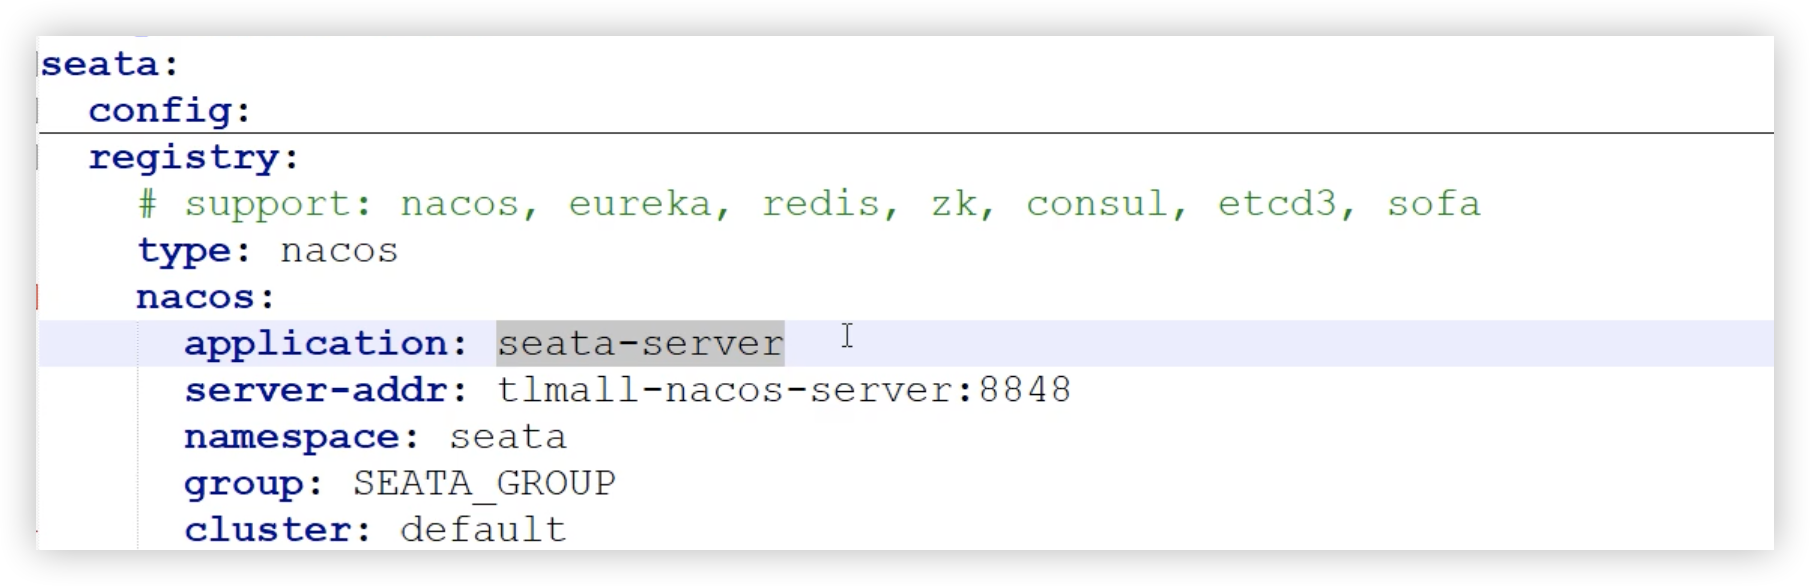 seata:
  config:
  registry:
    # support: nacos, eureka, redis, zk, consul, etcd3, sofa
    type: nacos
    nacos:
      application: seata-server
      server-addr: tlmall-nacos-server:8848
      namespace: seata
      group: SEATA_GROUP
      cluster: default